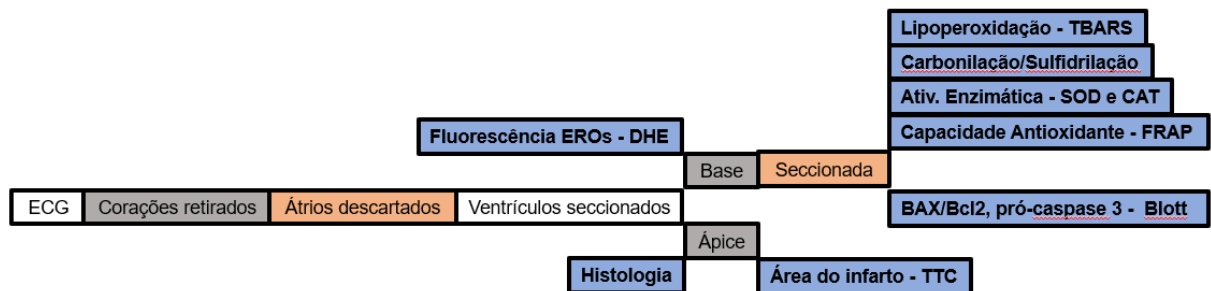 Lipoperoxidação - TBARS
Carbonilação/Sulfidrilação
Ativ. Enzimática - SOD e CAT
Fluorescência EROs - DHE
Capacidade Antioxidante - FRAP
Base
Seccionada
ECG
Corações retirados
Átrios descartados
Ventrículos seccionados
BAX/Bcl2, pró-caspase 3 - Blott
Ápice
Histologia
Área do infarto - TTC